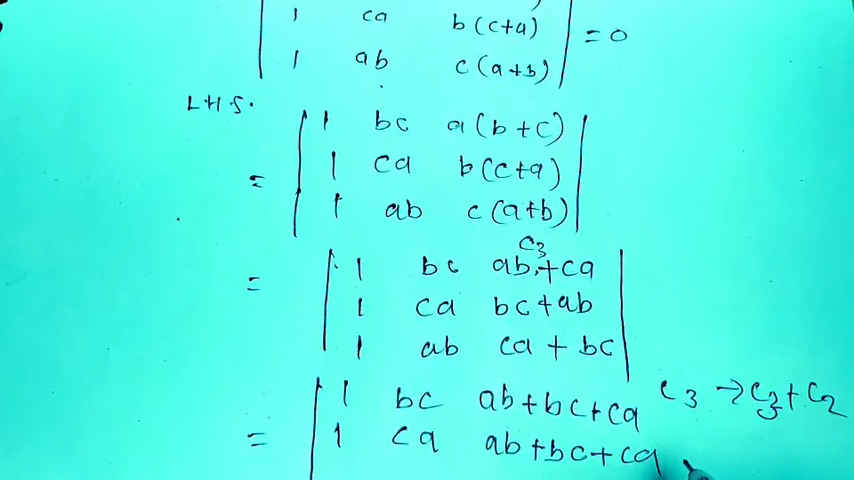 1 ca b(c+a) = 0
1 ab c(a+b)
L.H.S.
1 bc a(b+c)
= 1 ca b(c+a)
1 ab c(a+b)
C3
1 bc ab+ca
= 1 ca bc+ab
1 ab ca+bc
1 bc ab+bc+ca C3→C3+C2
= 1 ca ab+bc+ca